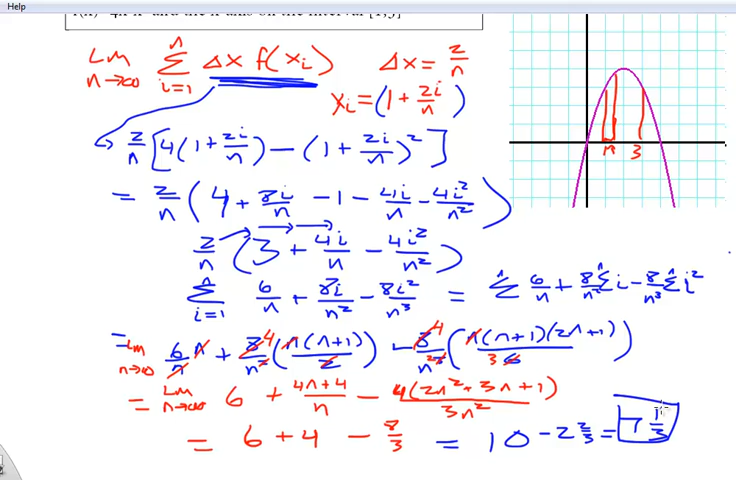 Help
f(x)=4x-x² and the x-axis on the interval [1,3]
Lim n→∞ n Σ i=1 Δx f(xi) Δx = 2/n
xi = (1 + 2i/n)
2/n [4(1 + 2i/n) − (1 + 2i/n)²]
= 2/n (4 + 8i/n − 1 − 4i/n − 4i²/n²)
2/n (3 + 4i/n − 4i²/n²)
n Σ i=1 6/n + 8i/n² − 8i²/n³ = Σ 6/n + 8/n² Σ i − 8/n³ Σ i²
= Lim n→∞ 6/n n + 8/n² (n(n+1)/2) − 8/n³ (n(n+1)(2n+1)/6)
= Lim n→∞ 6 + 4n+4/n − 4(2n²+3n+1)/3n²
= 6 + 4 − 8/3 = 10 − 2 2/3 = 7 1/3
1 3